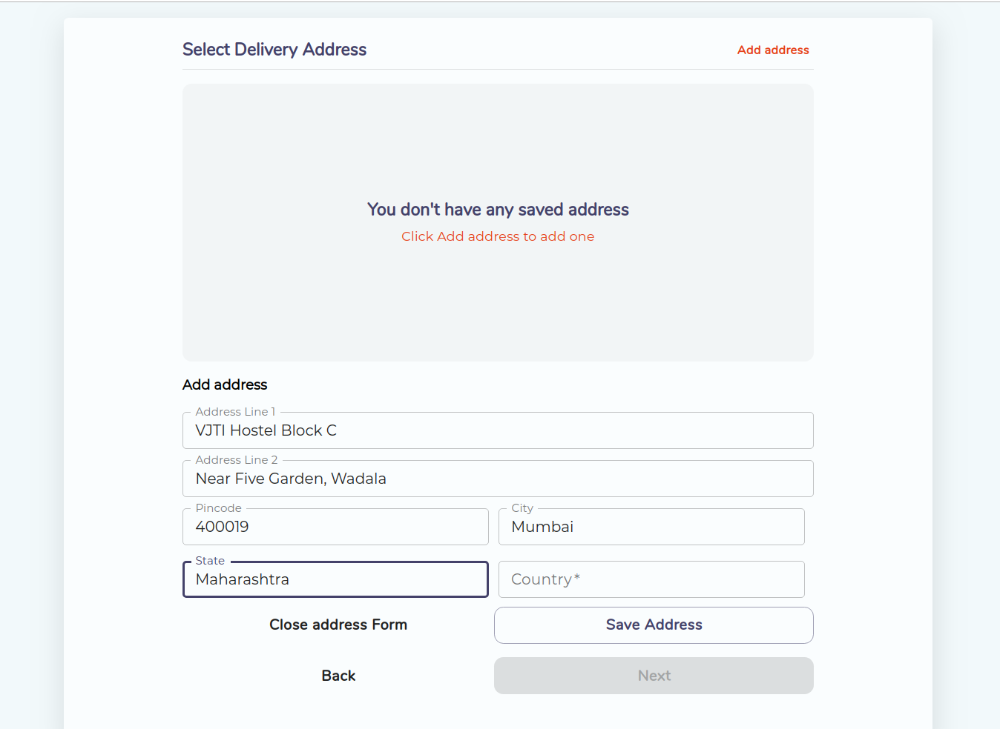 Select Delivery Address
Add address
You don't have any saved address
Click Add address to add one
Add address
Address Line 1
VJTI Hostel Block C
Address Line 2
Near Five Garden, Wadala
Pincode
400019
City
Mumbai
State
Maharashtra
Country*
Close address Form
Save Address
Back
Next